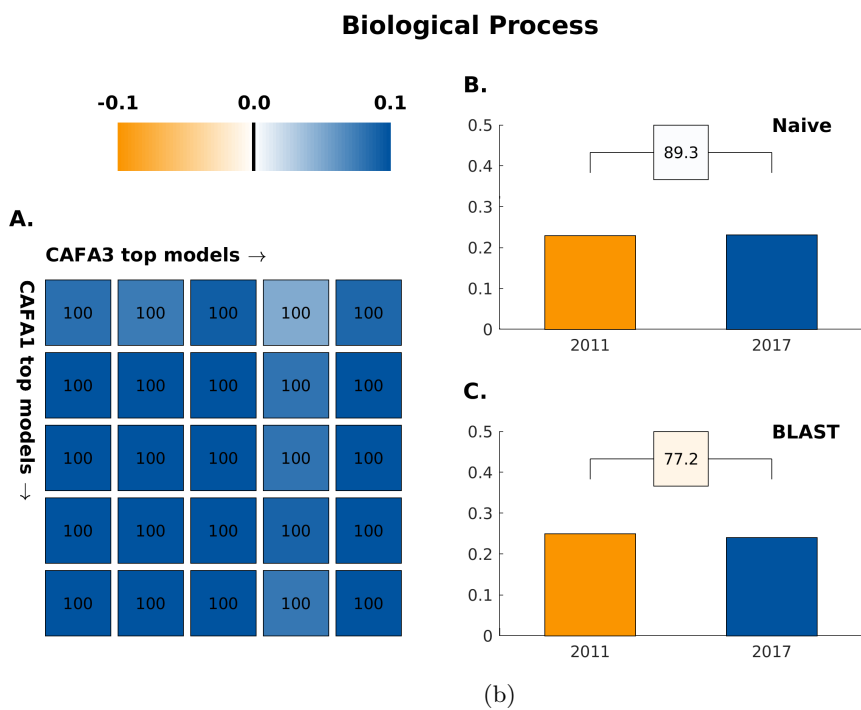 Biological Process
-0.1 0.0 0.1
A.
CAFA3 top models →
CAFA1 top models →
100 100 100 100 100
100 100 100 100 100
100 100 100 100 100
100 100 100 100 100
100 100 100 100 100
B.
Naive
89.3
0.5
0.4
0.3
0.2
0.1
0
2011 2017
C.
BLAST
77.2
0.5
0.4
0.3
0.2
0.1
0
2011 2017
(b)